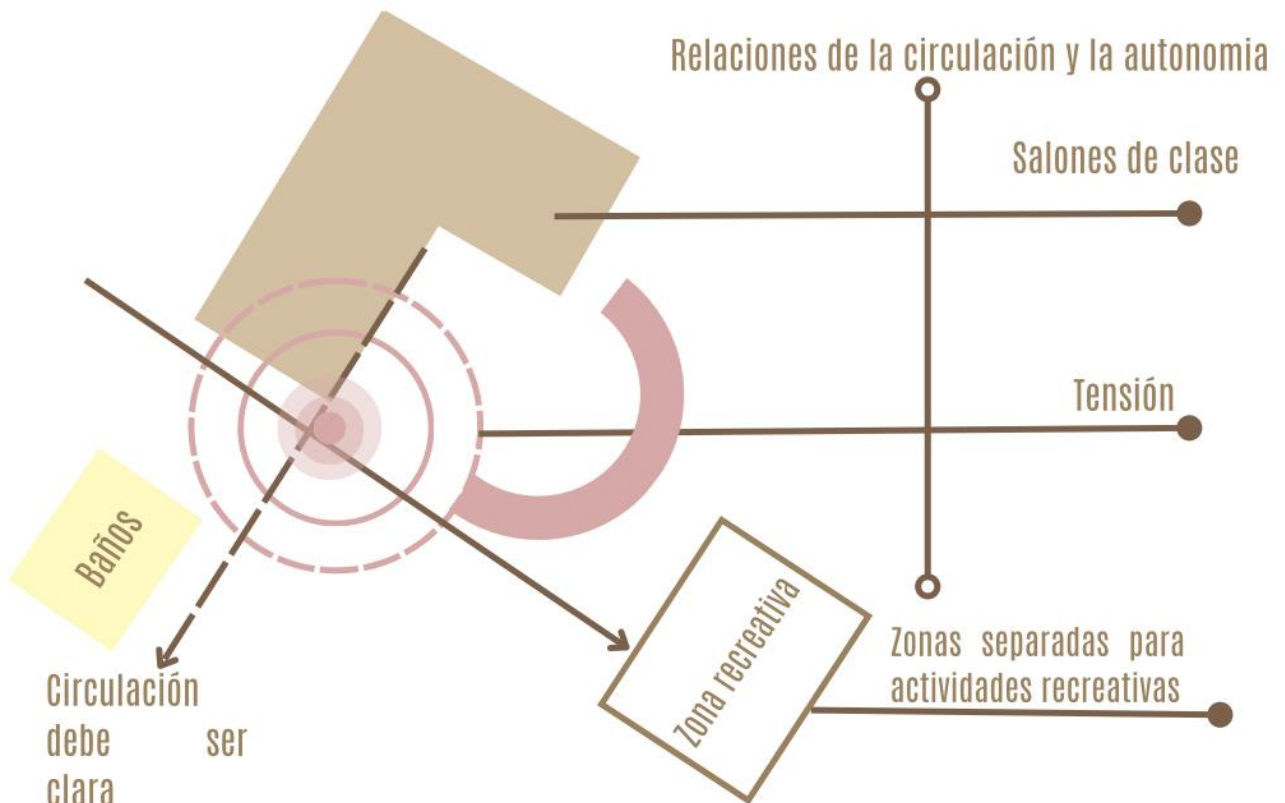 Relaciones de la circulación y la autonomia
Salones de clase
Tensión
Baños
Zona recreativa
Zonas separadas para
actividades recreativas
Circulación
debe ser
clara